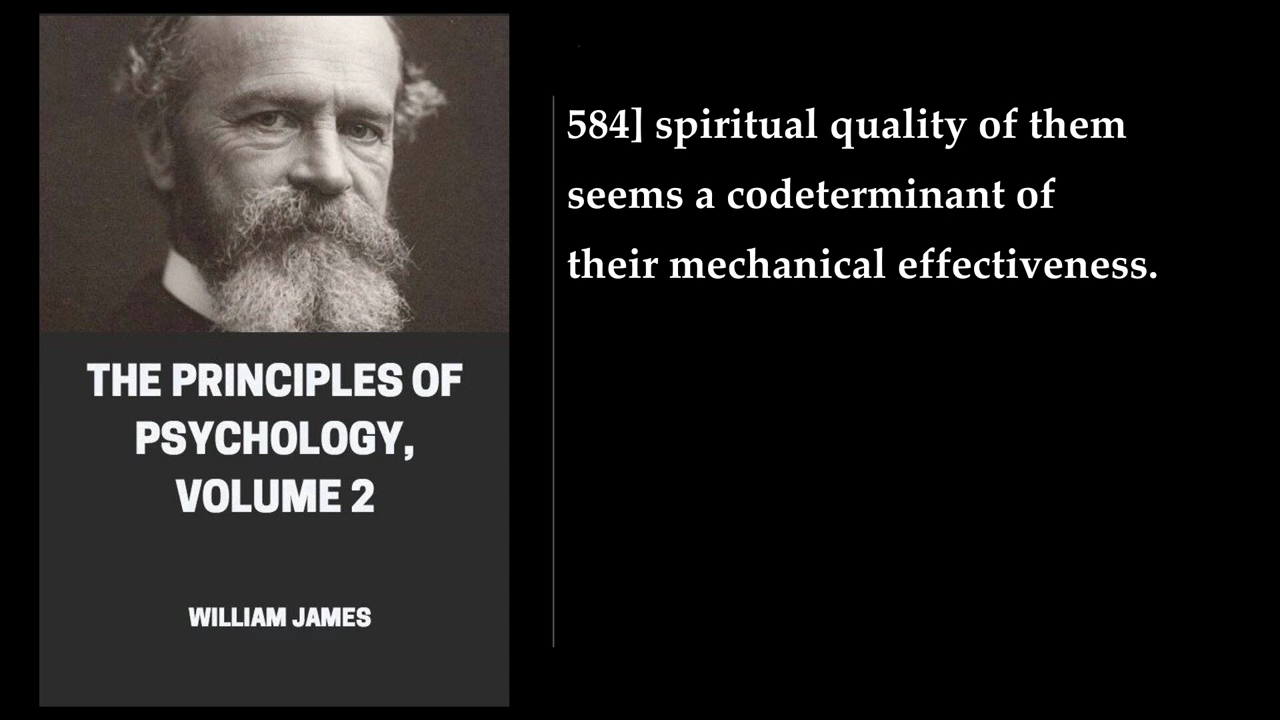 THE PRINCIPLES OF
PSYCHOLOGY,
VOLUME 2
WILLIAM JAMES
584] spiritual quality of them
seems a codeterminant of
their mechanical effectiveness.